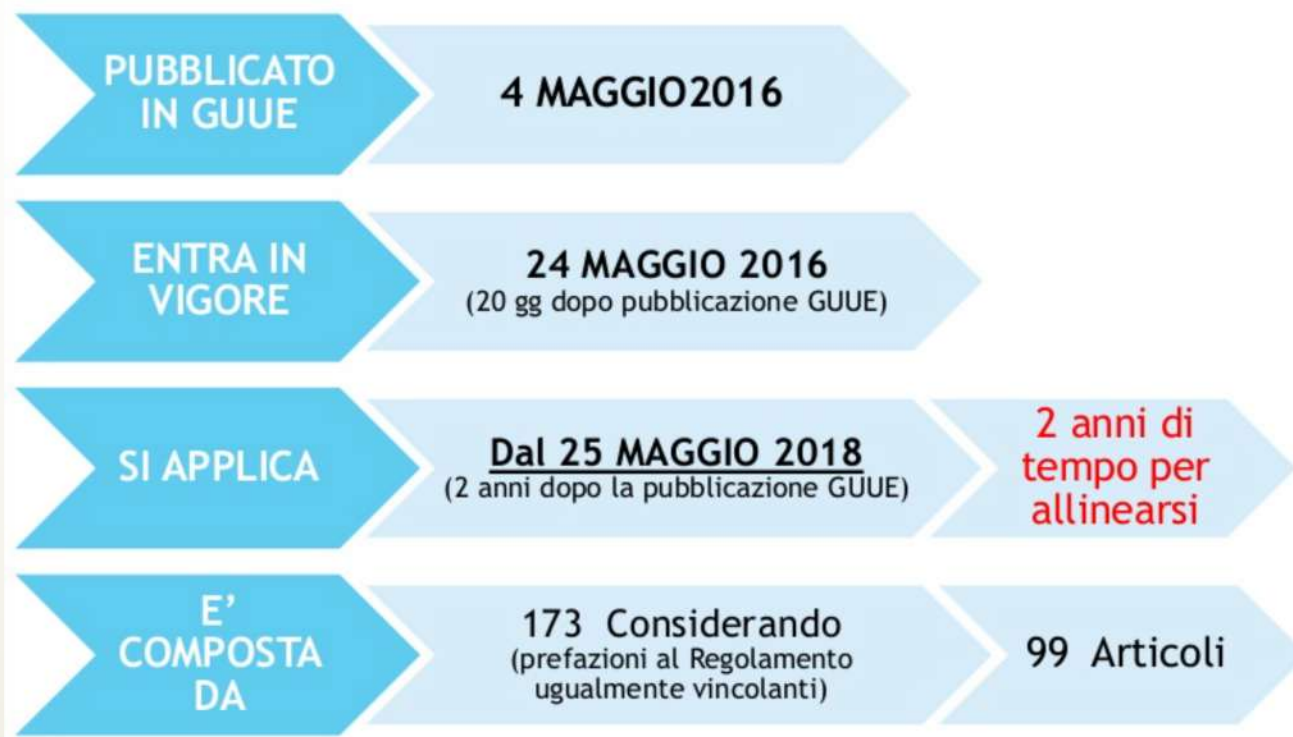 PUBBLICATO
IN GUUE
4 MAGGIO2016
ENTRA IN
VIGORE
24 MAGGIO 2016
(20 gg dopo pubblicazione GUUE)
SI APPLICA
Dal 25 MAGGIO 2018
(2 anni dopo la pubblicazione GUUE)
2 anni di
tempo per
allinearsi
E’
COMPOSTA
DA
173 Considerando
(prefazioni al Regolamento
ugualmente vincolanti)
99 Articoli